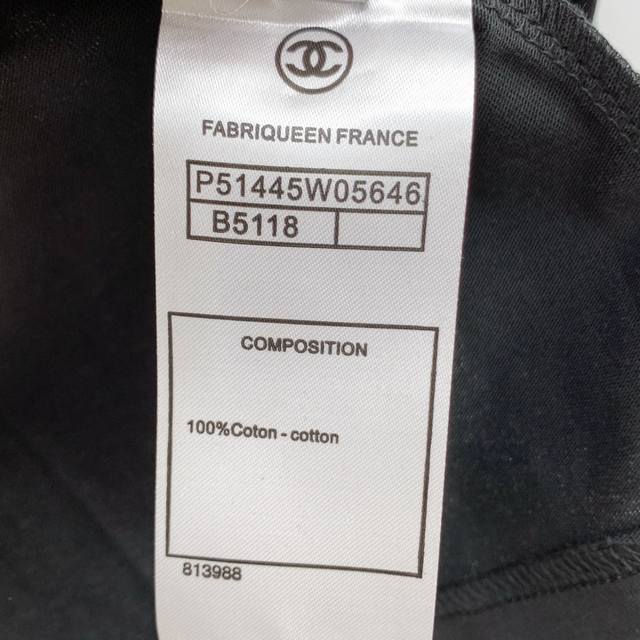 FABRIQUEEN FRANCE
P51445W05646
B5118
COMPOSITION
100%Coton - cotton
813988